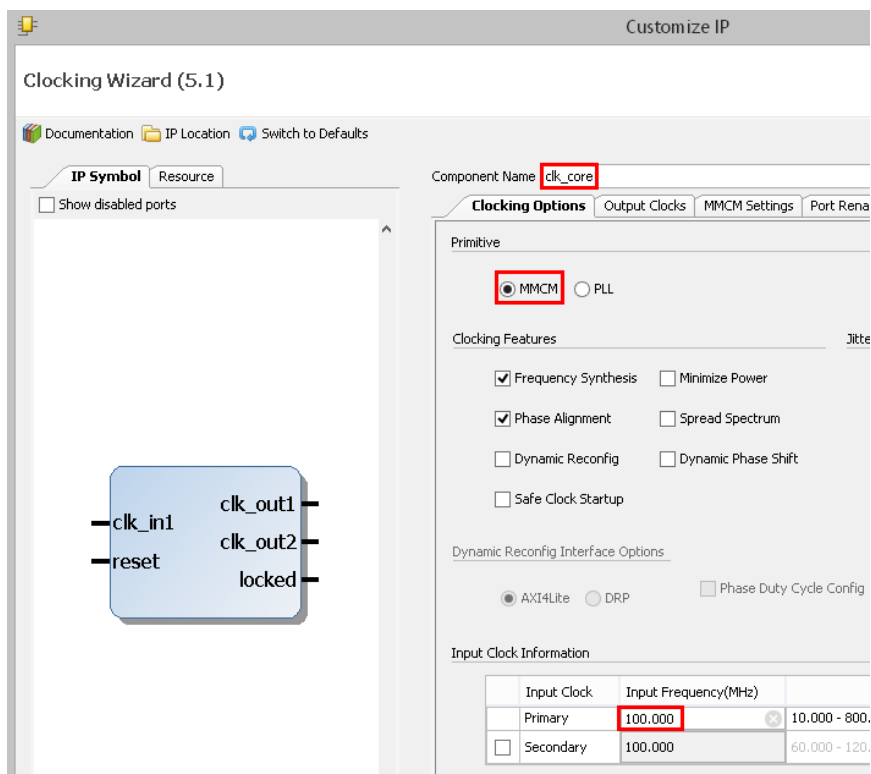 Customize IP
Clocking Wizard (5.1)
Documentation IP Location Switch to Defaults
IP Symbol Resource
Show disabled ports
clk_in1
reset
clk_out1
clk_out2
locked
Component Name clk_core
Clocking Options Output Clocks MMCM Settings Port Rena
Primitive
MMCM PLL
Clocking Features Jitte
Frequency Synthesis Minimize Power
Phase Alignment Spread Spectrum
Dynamic Reconfig Dynamic Phase Shift
Safe Clock Startup
Dynamic Reconfig Interface Options
AXI4Lite DRP Phase Duty Cycle Config
Input Clock Information
Input Clock Input Frequency(MHz)
Primary 100.000 10.000 - 800.
Secondary 100.000 60.000 - 120.